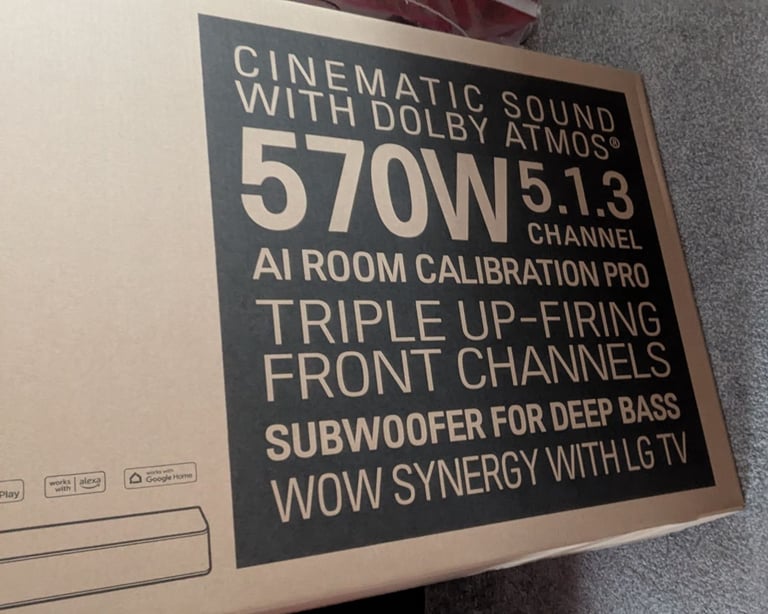 CINEMATIC SOUND
WITH DOLBY ATMOS®
570W 5.1.3
CHANNEL
AI ROOM CALIBRATION PRO
TRIPLE UP-FIRING
FRONT CHANNELS
SUBWOOFER FOR DEEP BASS
WOW SYNERGY WITH LG TV
Play
works with alexa
works with
Google Home